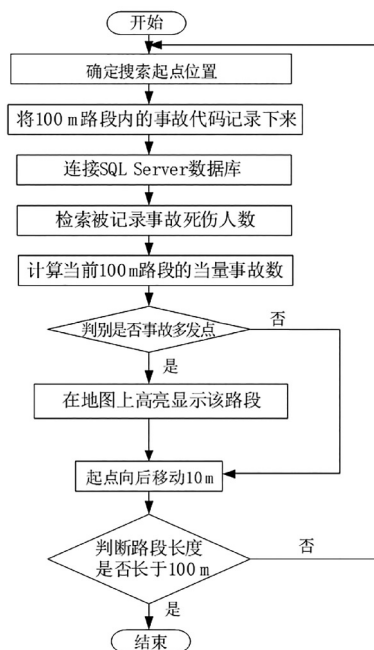 开始
确定搜索起点位置
将100 m路段内的事故代码记录下来
连接SQL Server数据库
检索被记录事故死伤人数
计算当前100m路段的当量事故数
判别是否事故多发点
否
是
在地图上高亮显示该路段
起点向后移动10m
判断路段长度
是否长于100 m
否
是
结束